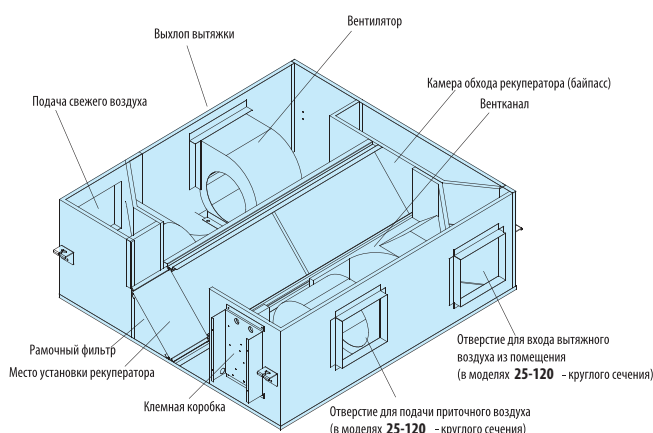 Вентилятор
Выхлоп вытяжки
Камера обхода рекуператора (байпасс)
Подача свежего воздуха
Вентканал
Рамочный фильтр
Место установки рекуператора
Клемная коробка
Отверстие для входа вытяжного
воздуха из помещения
(в моделях 25-120 - круглого сечения)
Отверстие для подачи приточного воздуха
(в моделях 25-120 - круглого сечения)